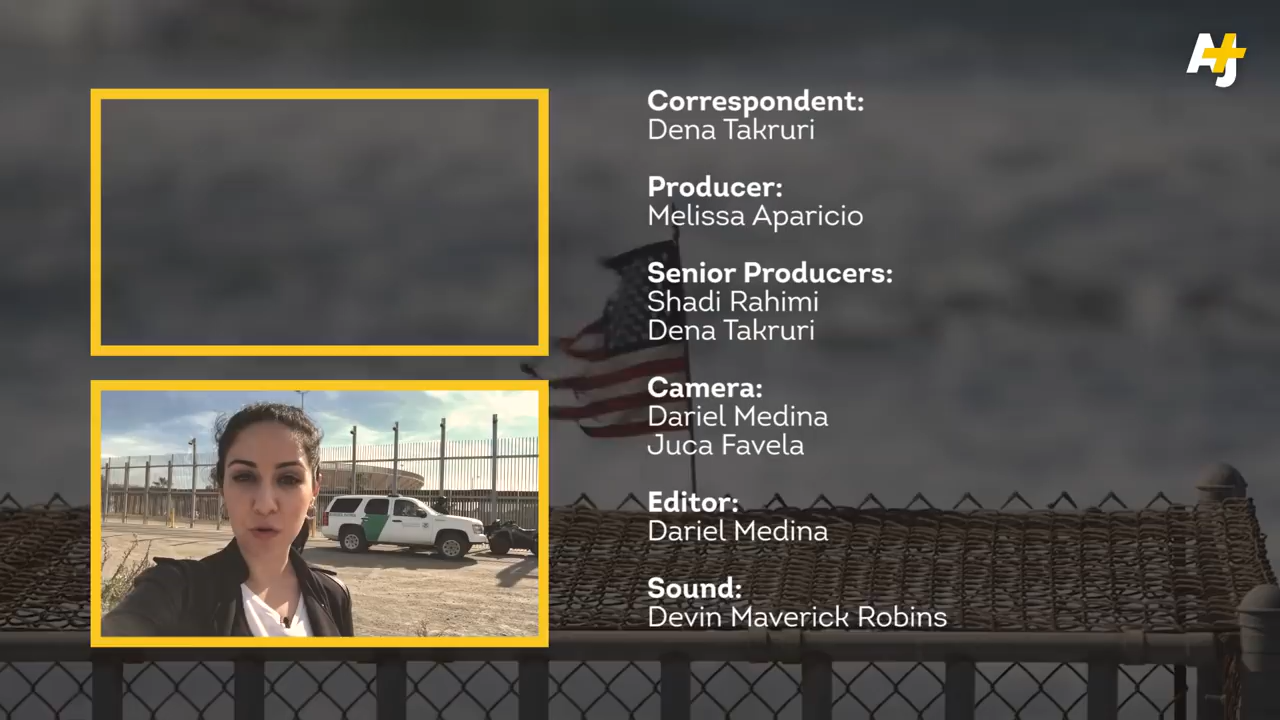 AJ+
Correspondent:
Dena Takruri
Producer:
Melissa Aparicio
Senior Producers:
Shadi Rahimi
Dena Takruri
Camera:
Dariel Medina
Juca Favela
Editor:
Dariel Medina
Sound:
Devin Maverick Robins